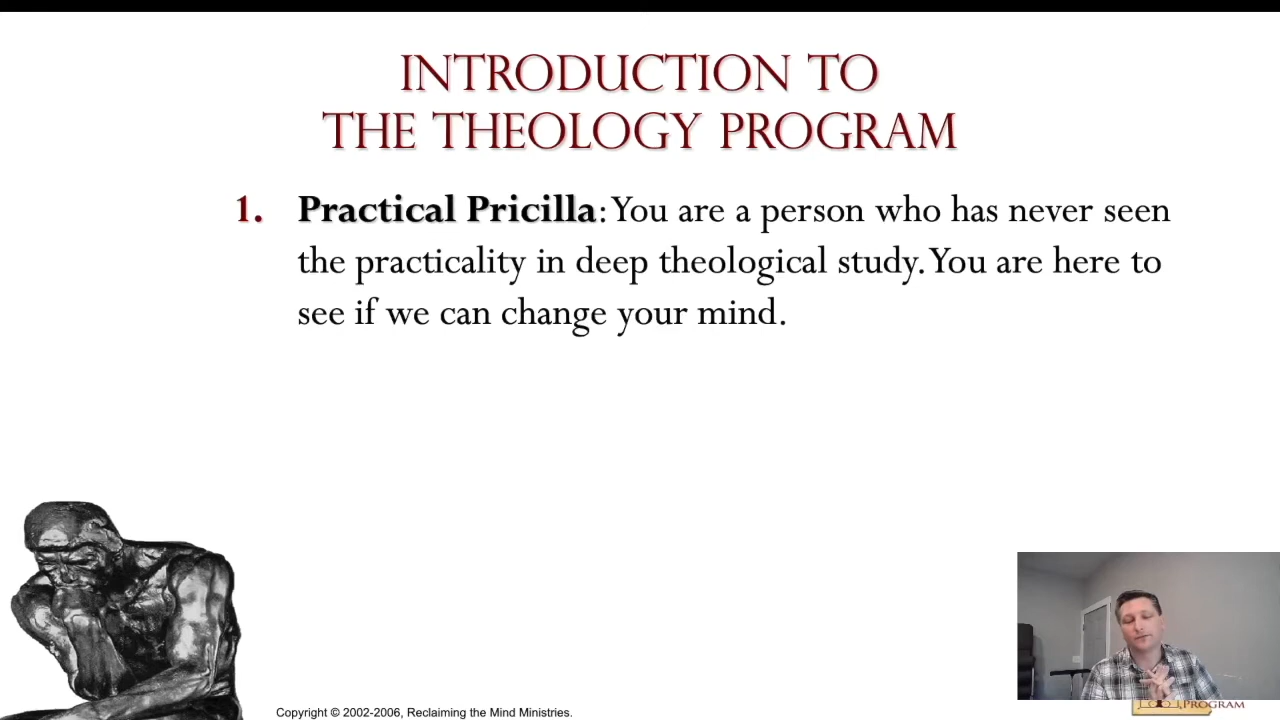 INTRODUCTION TO
THE THEOLOGY PROGRAM
1. Practical Pricilla: You are a person who has never seen
the practicality in deep theological study. You are here to
see if we can change your mind.
Copyright © 2002-2006, Reclaiming the Mind Ministries.
PROGRAM